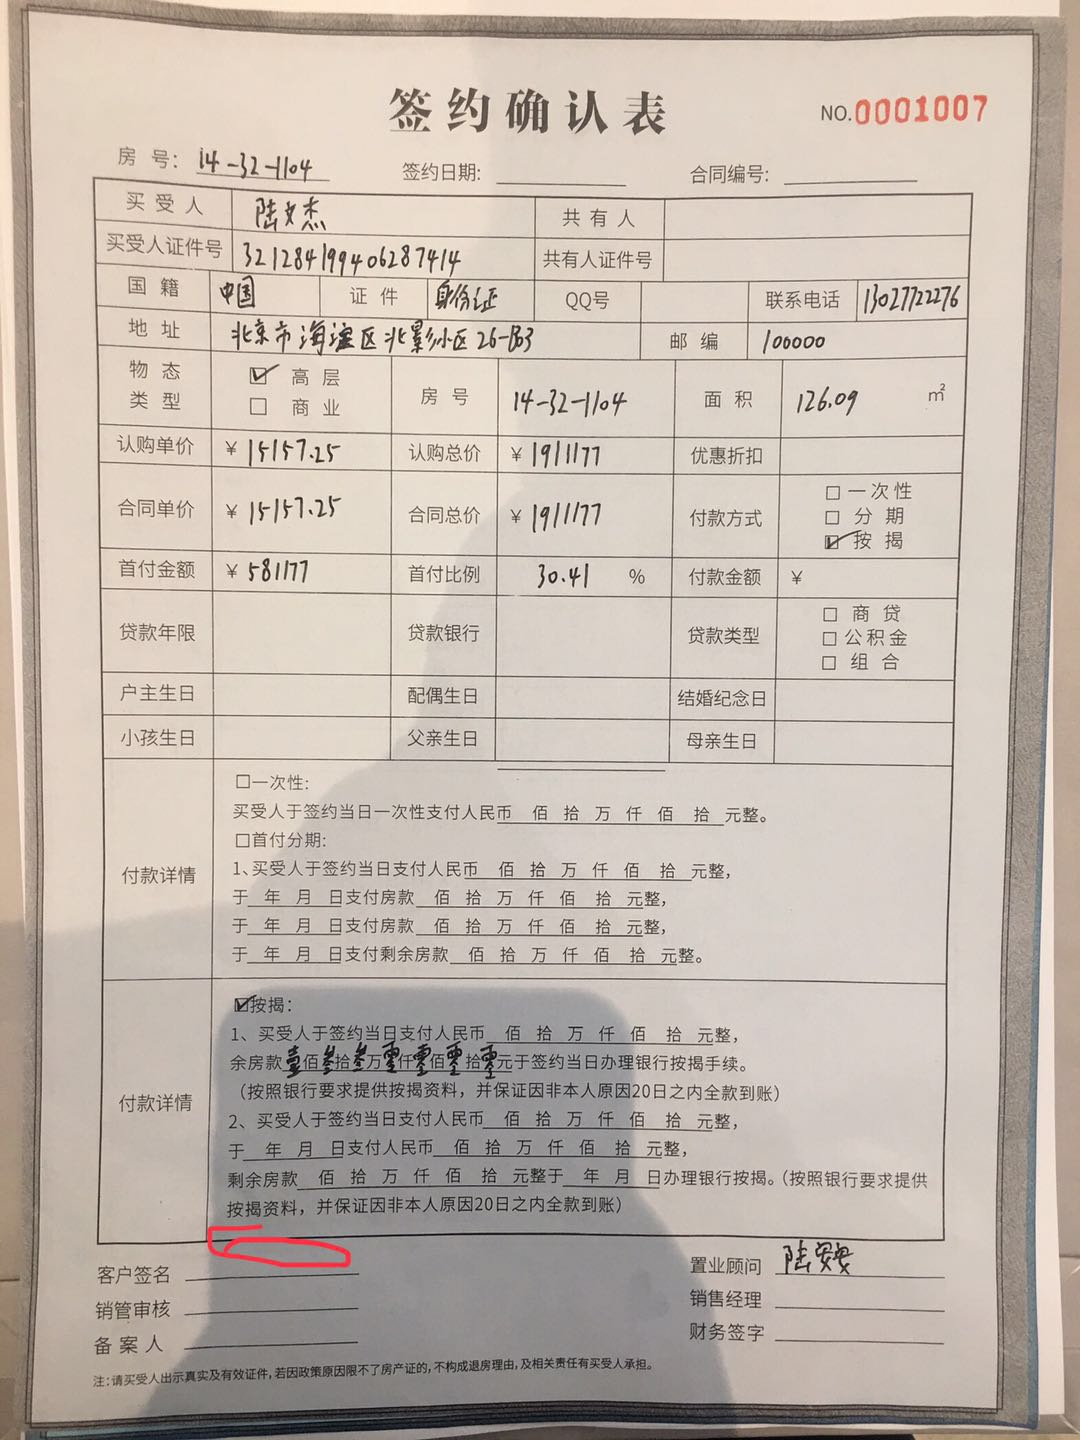 签约确认表
NO.0001007
房 号: 14-32-1104 签约日期: 合同编号:
买 受 人 陆文杰 共 有 人
买受人证件号 321284199406287414 共有人证件号
国 籍 中国 证 件 身份证 QQ号 联系电话 13027722276
地 址 北京市海淀区北影小区26- 邮 编 100000
物态类型 ☑ 高 层 □ 商 业 房 号 14-32-1104 面 积 126.09 m²
认购单价 ¥15157.25 认购总价 ¥1911177 优惠折扣
合同单价 ¥15157.25 合同总价 ¥1911177 付款方式 □ 一次性 □ 分 期 ☑ 按 揭
首付金额 ¥581177 首付比例 30.41 % 付款金额 ¥
贷款年限 贷款银行 贷款类型 □ 商 贷 □ 公积金 □ 组 合
户主生日 配偶生日 结婚纪念日
小孩生日 父亲生日 母亲生日
付款详情
□一次性:
买受人于签约当日一次性支付人民币 佰 拾 万 仟 佰 拾 元整。
□首付分期:
1、买受人于签约当日支付人民币 佰 拾 万 仟 佰 拾 元整,
于 年 月 日支付房款 佰 拾 万 仟 佰 拾 元整,
于 年 月 日支付房款 佰 拾 万 仟 佰 拾 元整,
于 年 月 日支付剩余房款 佰 拾 万 仟 佰 拾 元整。
付款详情
☑按揭:
1、买受人于签约当日支付人民币 佰 拾 万 仟 佰 拾 元整,
余房款壹佰叁拾叁万零仟零佰零拾零元于签约当日办理银行按揭手续。
(按照银行要求提供按揭资料,并保证因非本人原因20日之内全款到账)
2、买受人于签约当日支付人民币 佰 拾 万 仟 佰 拾 元整,
于 年 月 日支付人民币 佰 拾 万 仟 佰 拾 元整,
剩余房款 佰 拾 万 仟 佰 拾 元整于 年 月 日办理银行按揭。(按照银行要求提供
按揭资料,并保证因非本人原因20日之内全款到账)
客户签名 置业顾问 陆
销管审核 销售经理
备 案 人 财务签字
注:请买受人出示真实及有效证件,若因政策原因限不了房产证的,不构成退房理由,及相关责任有买受人承担。